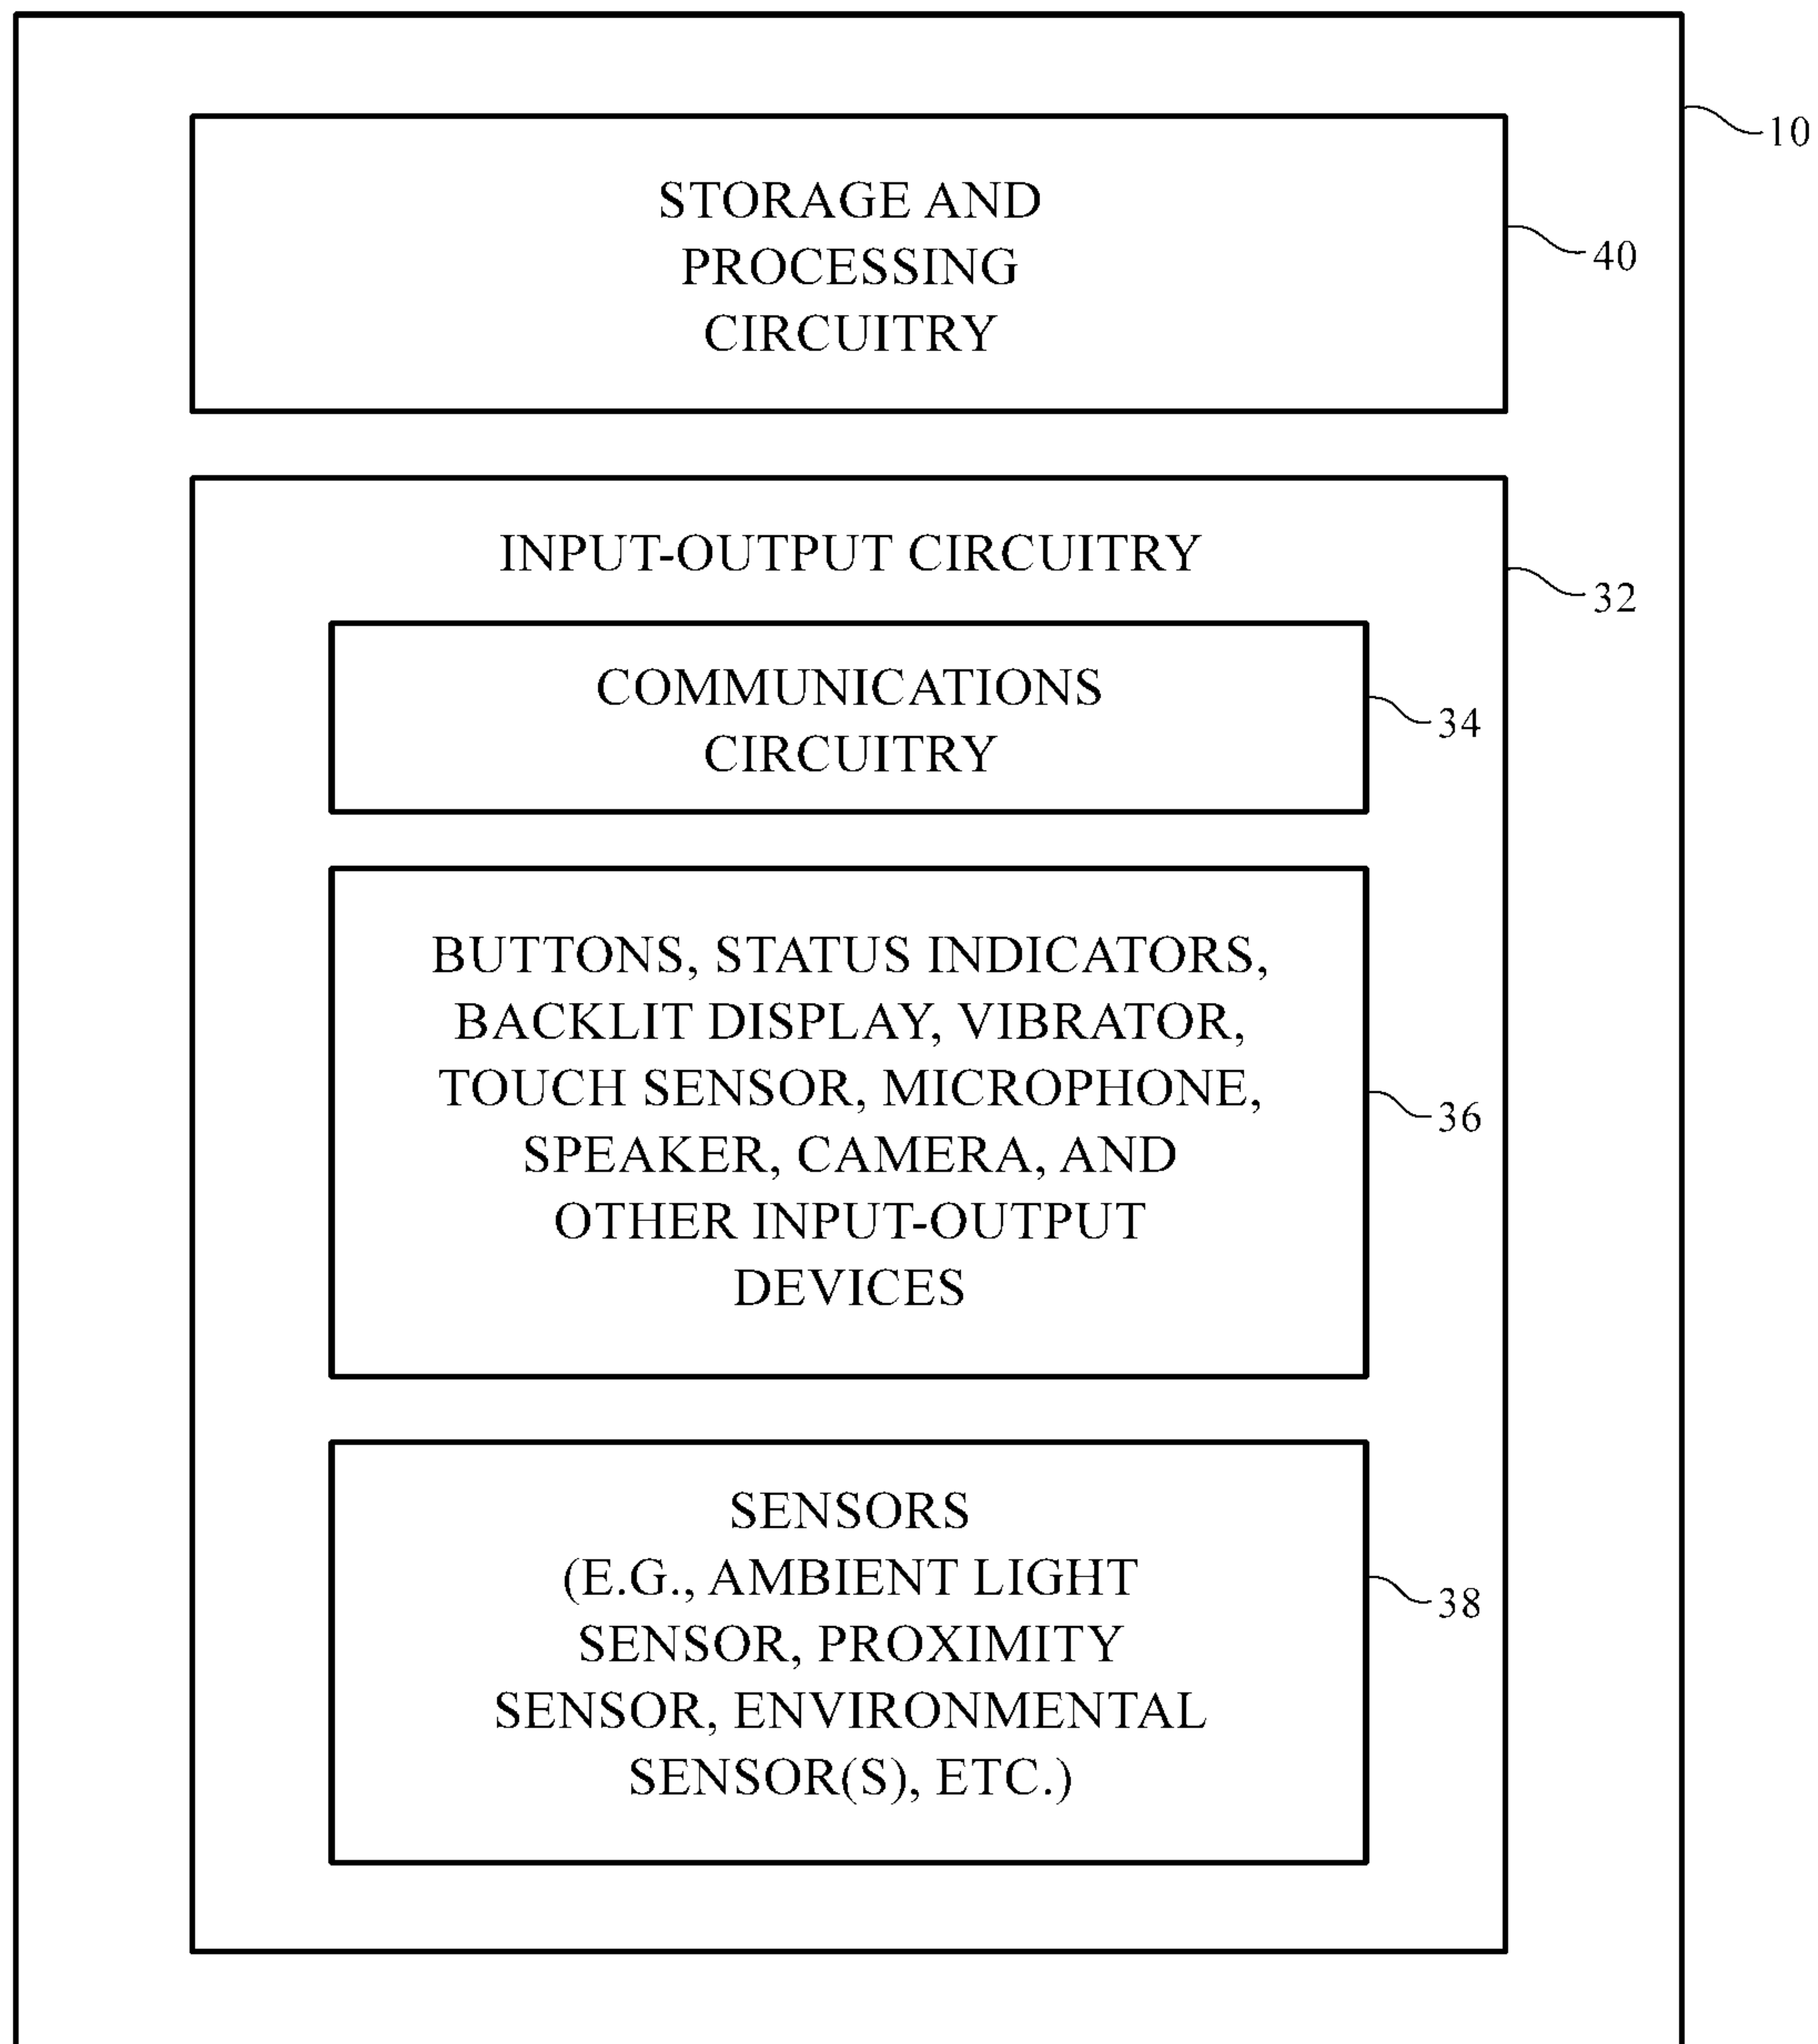 10
STORAGE AND
PROCESSING
CIRCUITRY
40
INPUT-OUTPUT CIRCUITRY
32
COMMUNICATIONS
CIRCUITRY
34
BUTTONS, STATUS INDICATORS,
BACKLIT DISPLAY, VIBRATOR,
TOUCH SENSOR, MICROPHONE,
SPEAKER, CAMERA, AND
OTHER INPUT-OUTPUT
DEVICES
36
SENSORS
(E.G., AMBIENT LIGHT
SENSOR, PROXIMITY
SENSOR, ENVIRONMENTAL
SENSOR(S), ETC.)
38